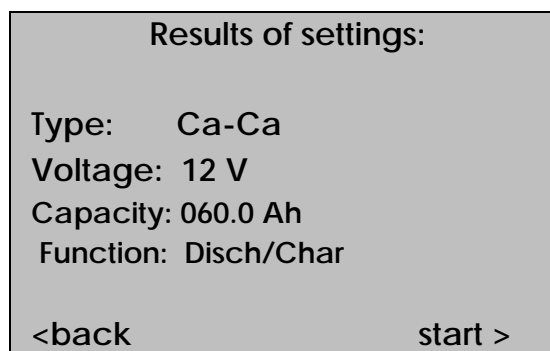 Results of settings:
Type: Ca-Ca
Voltage: 12 V
Capacity: 060.0 Ah
Function: Disch/Char
<back start >